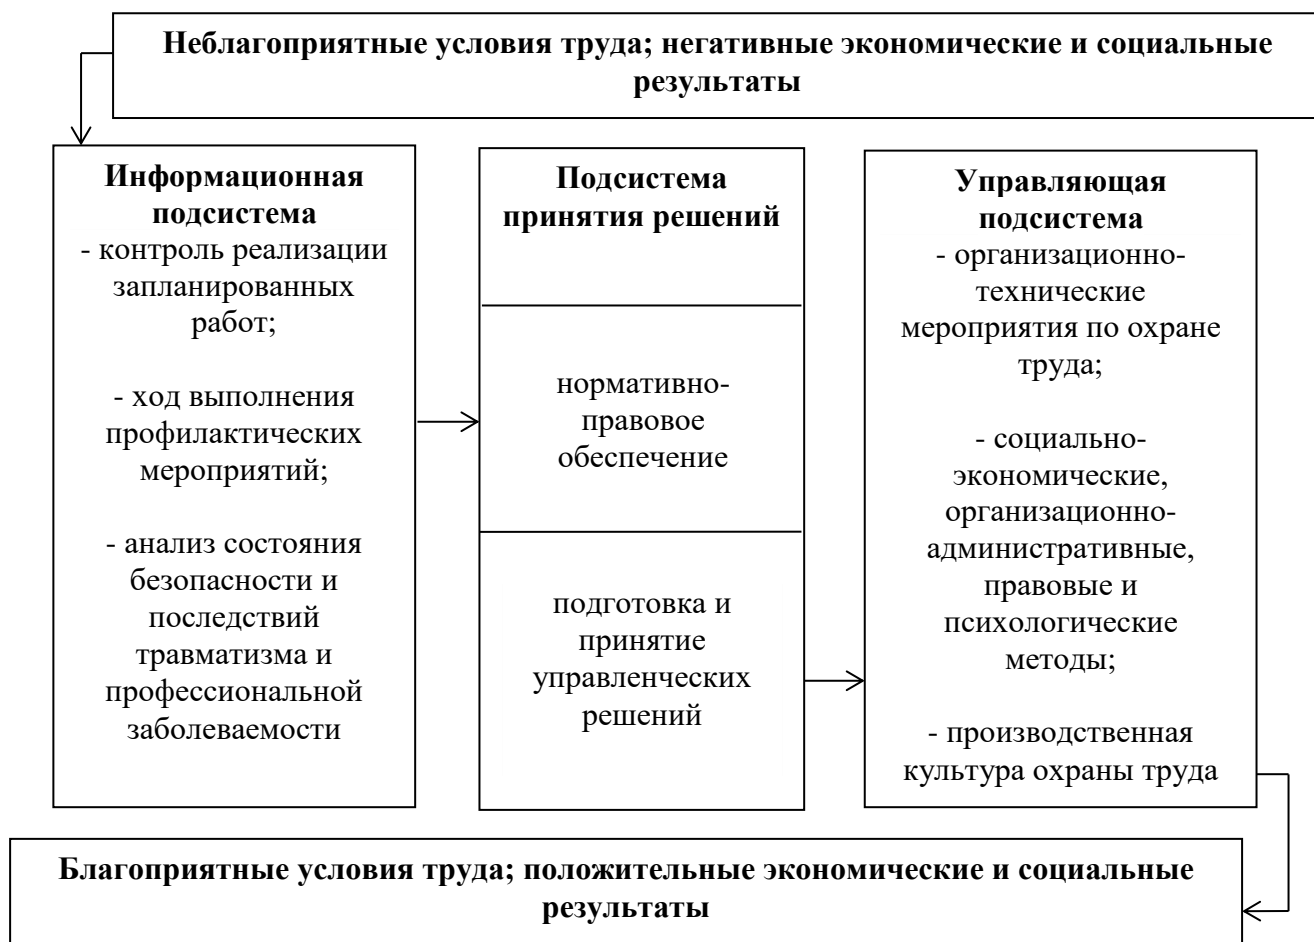 Неблагоприятные условия труда; негативные экономические и социальные
результаты
Информационная
подсистема
- контроль реализации
запланированных
работ;
- ход выполнения
профилактических
мероприятий;
- анализ состояния
безопасности и
последствий
травматизма и
профессиональной
заболеваемости
Подсистема
принятия решений
нормативно-
правовое
обеспечение
подготовка и
принятие
управленческих
решений
Управляющая
подсистема
- организационно-
технические
мероприятия по охране
труда;
- социально-
экономические,
организационно-
административные,
правовые и
психологические
методы;
- производственная
культура охраны труда
Благоприятные условия труда; положительные экономические и социальные
результаты